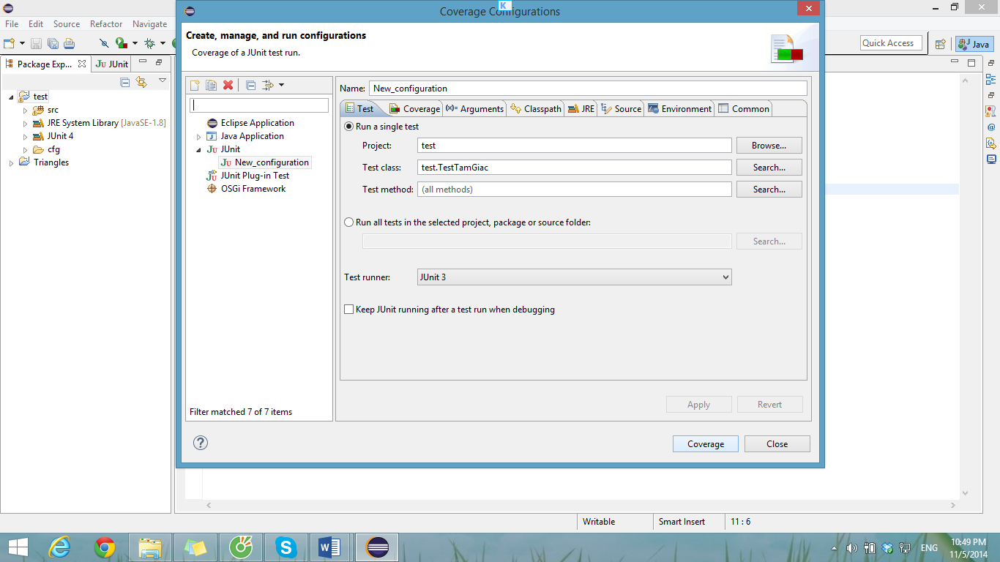 Coverage Configurations
K
File Edit Source Refactor Navigate
Quick Access
Java
Package Exp... JUnit
test
src
JRE System Library [JavaSE-1.8]
JUnit 4
cfg
Triangles
Create, manage, and run configurations
Coverage of a JUnit test run.
Eclipse Application
Java Application
JUnit
New_configuration
JUnit Plug-in Test
OSGi Framework
Filter matched 7 of 7 items
Name: New_configuration
Test Coverage (x)= Arguments Classpath JRE Source Environment Common
Run a single test
Project: test Browse...
Test class: test.TestTamGiac Search...
Test method: (all methods) Search...
Run all tests in the selected project, package or source folder:
Search...
Test runner: JUnit 3
Keep JUnit running after a test run when debugging
Apply Revert
? Coverage Close
Writable Smart Insert 11 : 6
ENG 10:49 PM
11/5/2014